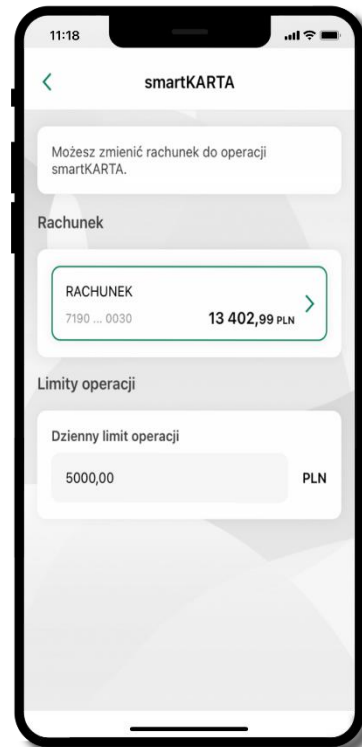 11:18
smartKARTA
Możesz zmienić rachunek do operacji
smartKARTA.
Rachunek
RACHUNEK
7190 ... 0030
13 402,99 PLN
Limity operacji
Dzienny limit operacji
5000,00
PLN